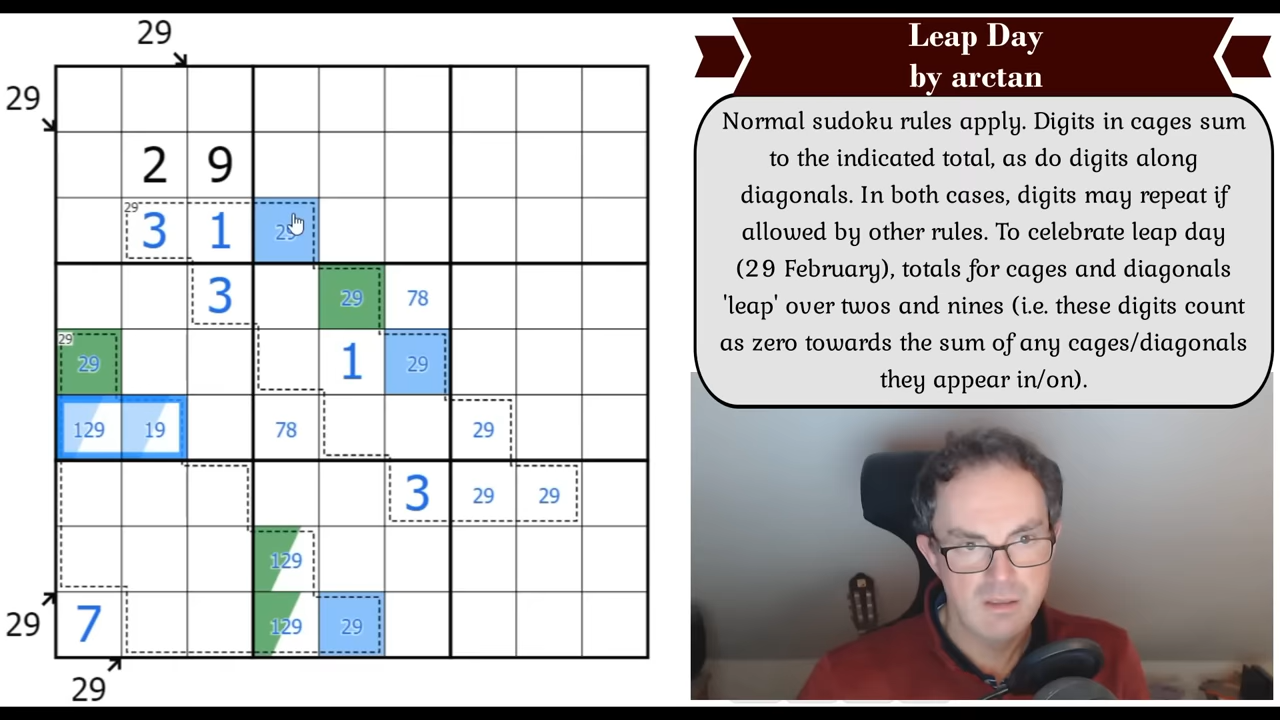 29
Leap Day
by arctan
29
Normal sudoku rules apply. Digits in cages sum
to the indicated total, as do digits along
diagonals. In both cases, digits may repeat if
allowed by other rules. To celebrate leap day
(29 February), totals for cages and diagonals
'leap' over twos and nines (i.e. these digits count
as zero towards the sum of any cages/diagonals
they appear in/on).
2 9
29 3 1 29
3 29 78
29 29 1 29
129 19 78 29
3 29 29
129
29 7 129 29
29